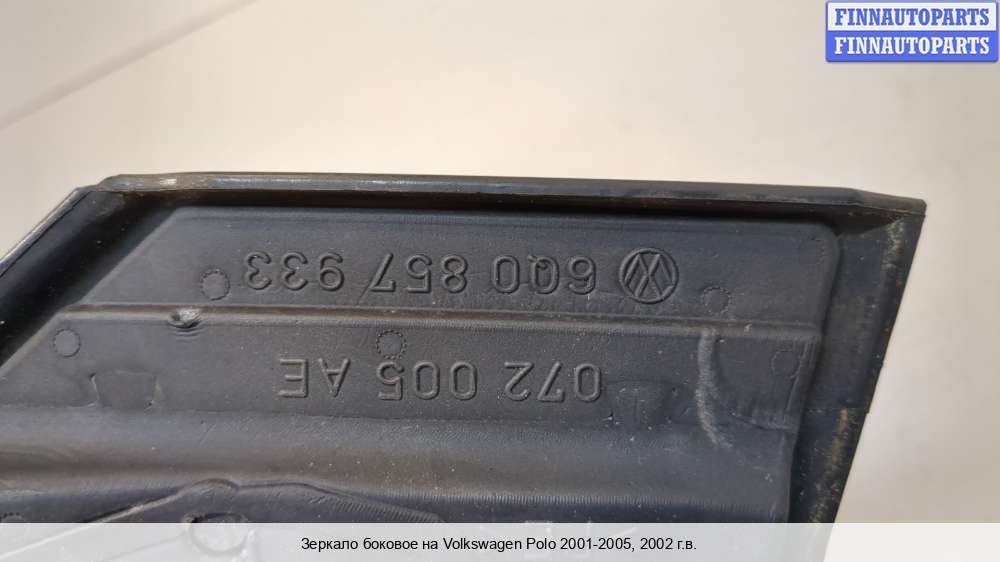 FINNAUTOPARTS
FINNAUTOPARTS
6Q0 857 933
072 005 AE
Зеркало боковое на Volkswagen Polo 2001-2005, 2002 г.в.